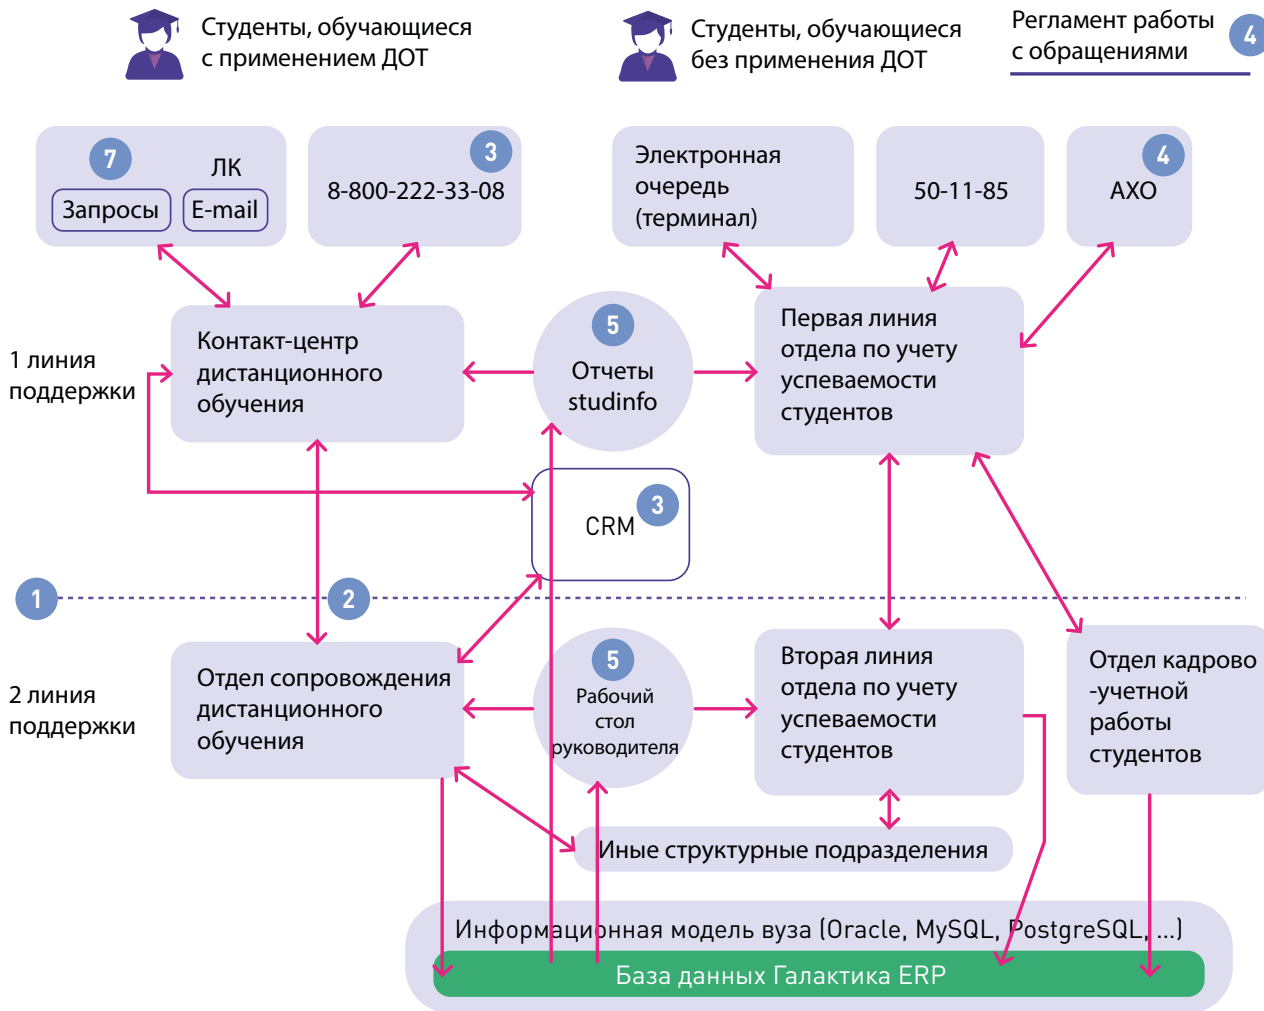 Студенты, обучающиеся
с применением ДОТ
Студенты, обучающиеся
без применения ДОТ
Регламент работы
с обращениями
4
7
ЛК
Запросы
E-mail
3
8-800-222-33-08
Электронная
очередь
(терминал)
50-11-85
4
АХО
1 линия
поддержки
Контакт-центр
дистанционного
обучения
5
Отчеты
studinfo
Первая линия
отдела по учету
успеваемости
студентов
3
CRM
1
2
2 линия
поддержки
Отдел сопровождения
дистанционного
обучения
5
Рабочий
стол
руководителя
Вторая линия
отдела по учету
успеваемости
студентов
Отдел кадрово
-учетной
работы
студентов
Иные структурные подразделения
Информационная модель вуза (Oracle, MySQL, PostgreSQL, ...)
База данных Галактика ERP